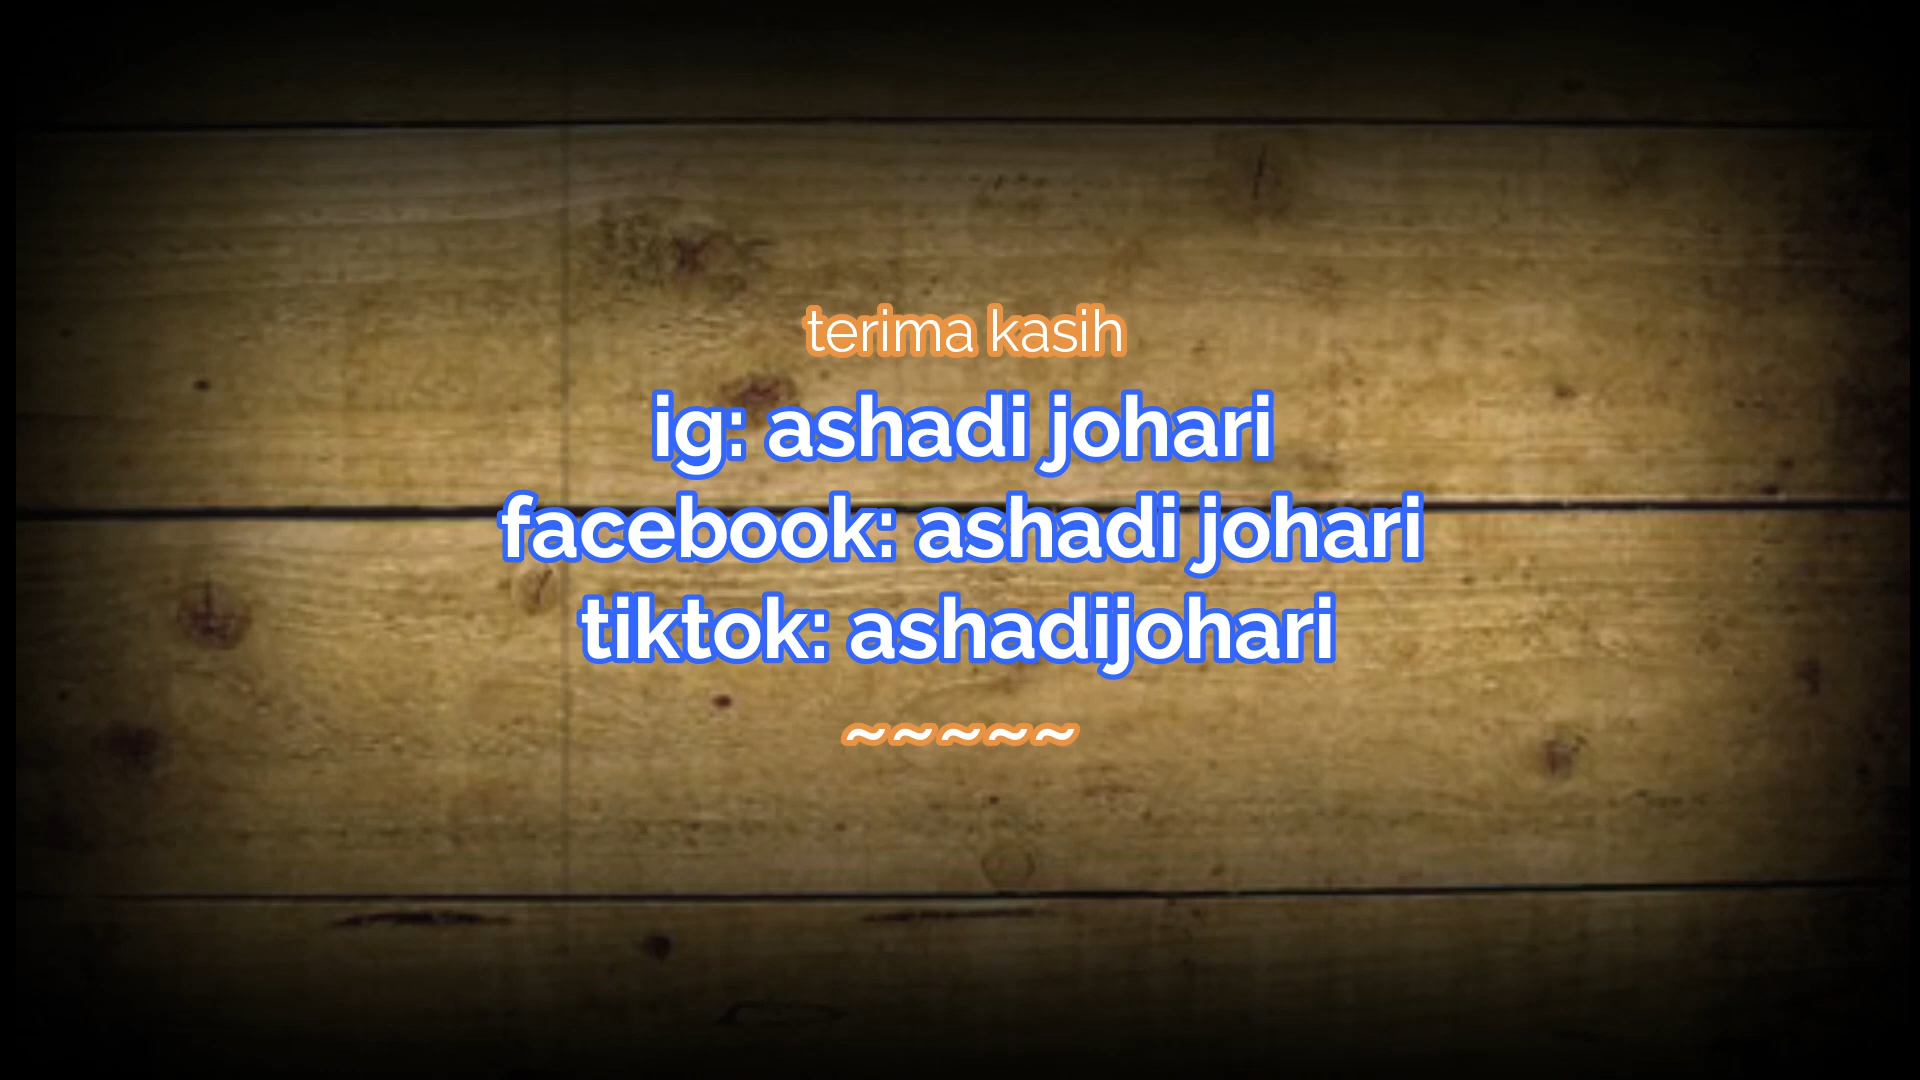 terima kasih
ig: ashadi johari
facebook: ashadi johari
tiktok: ashadijohari
~~~~~